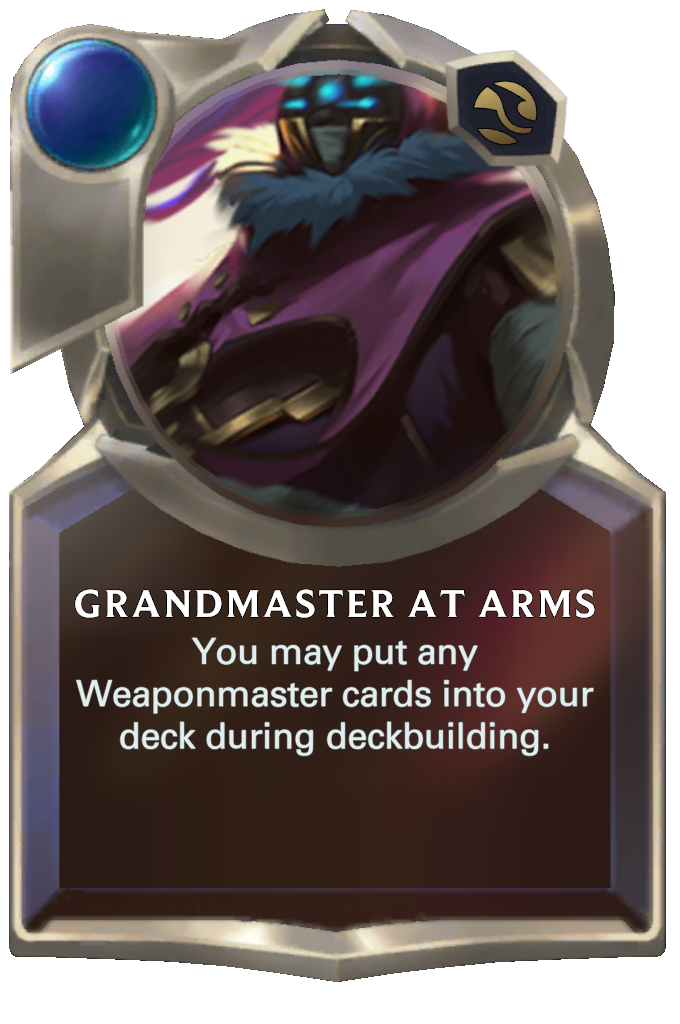 GRANDMASTER AT ARMS
You may put any
Weaponmaster cards into your
deck during deckbuilding.